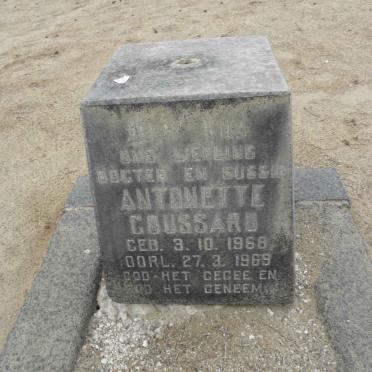 ONS LIEFLING
DOGTER EN SUSSIE
ANTONETTE
COUSSARD
GEB. 3. 10. 1968
OORL. 27. 3. 1969
GOD HET GEGEE EN
GOD HET GENEEM